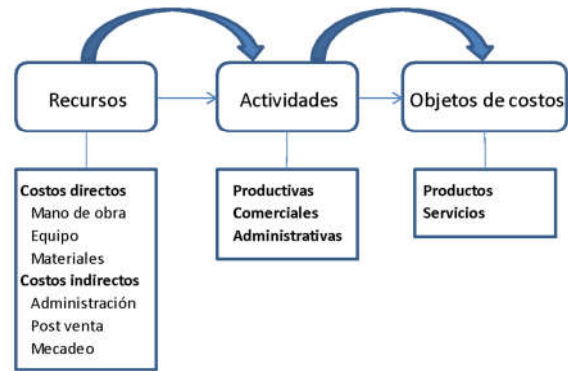 Recursos
Actividades
Objetos de costos
Costos directos
Mano de obra
Equipo
Materiales
Costos indirectos
Administración
Post venta
Mecadeo
Productivas
Comerciales
Administrativas
Productos
Servicios